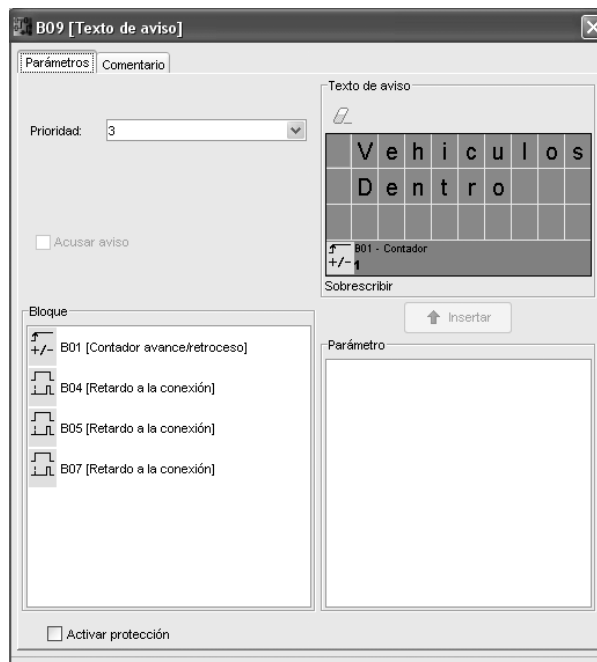 B09 [Texto de aviso]
Parámetros Comentario
Prioridad: 3
Acusar aviso
Texto de aviso
Vehiculos
Dentro
B01 - Contador
+/- 1
Sobrescribir
Insertar
Bloque
+/- B01 [Contador avance/retroceso]
B04 [Retardo a la conexión]
B05 [Retardo a la conexión]
B07 [Retardo a la conexión]
Parámetro
Activar protección